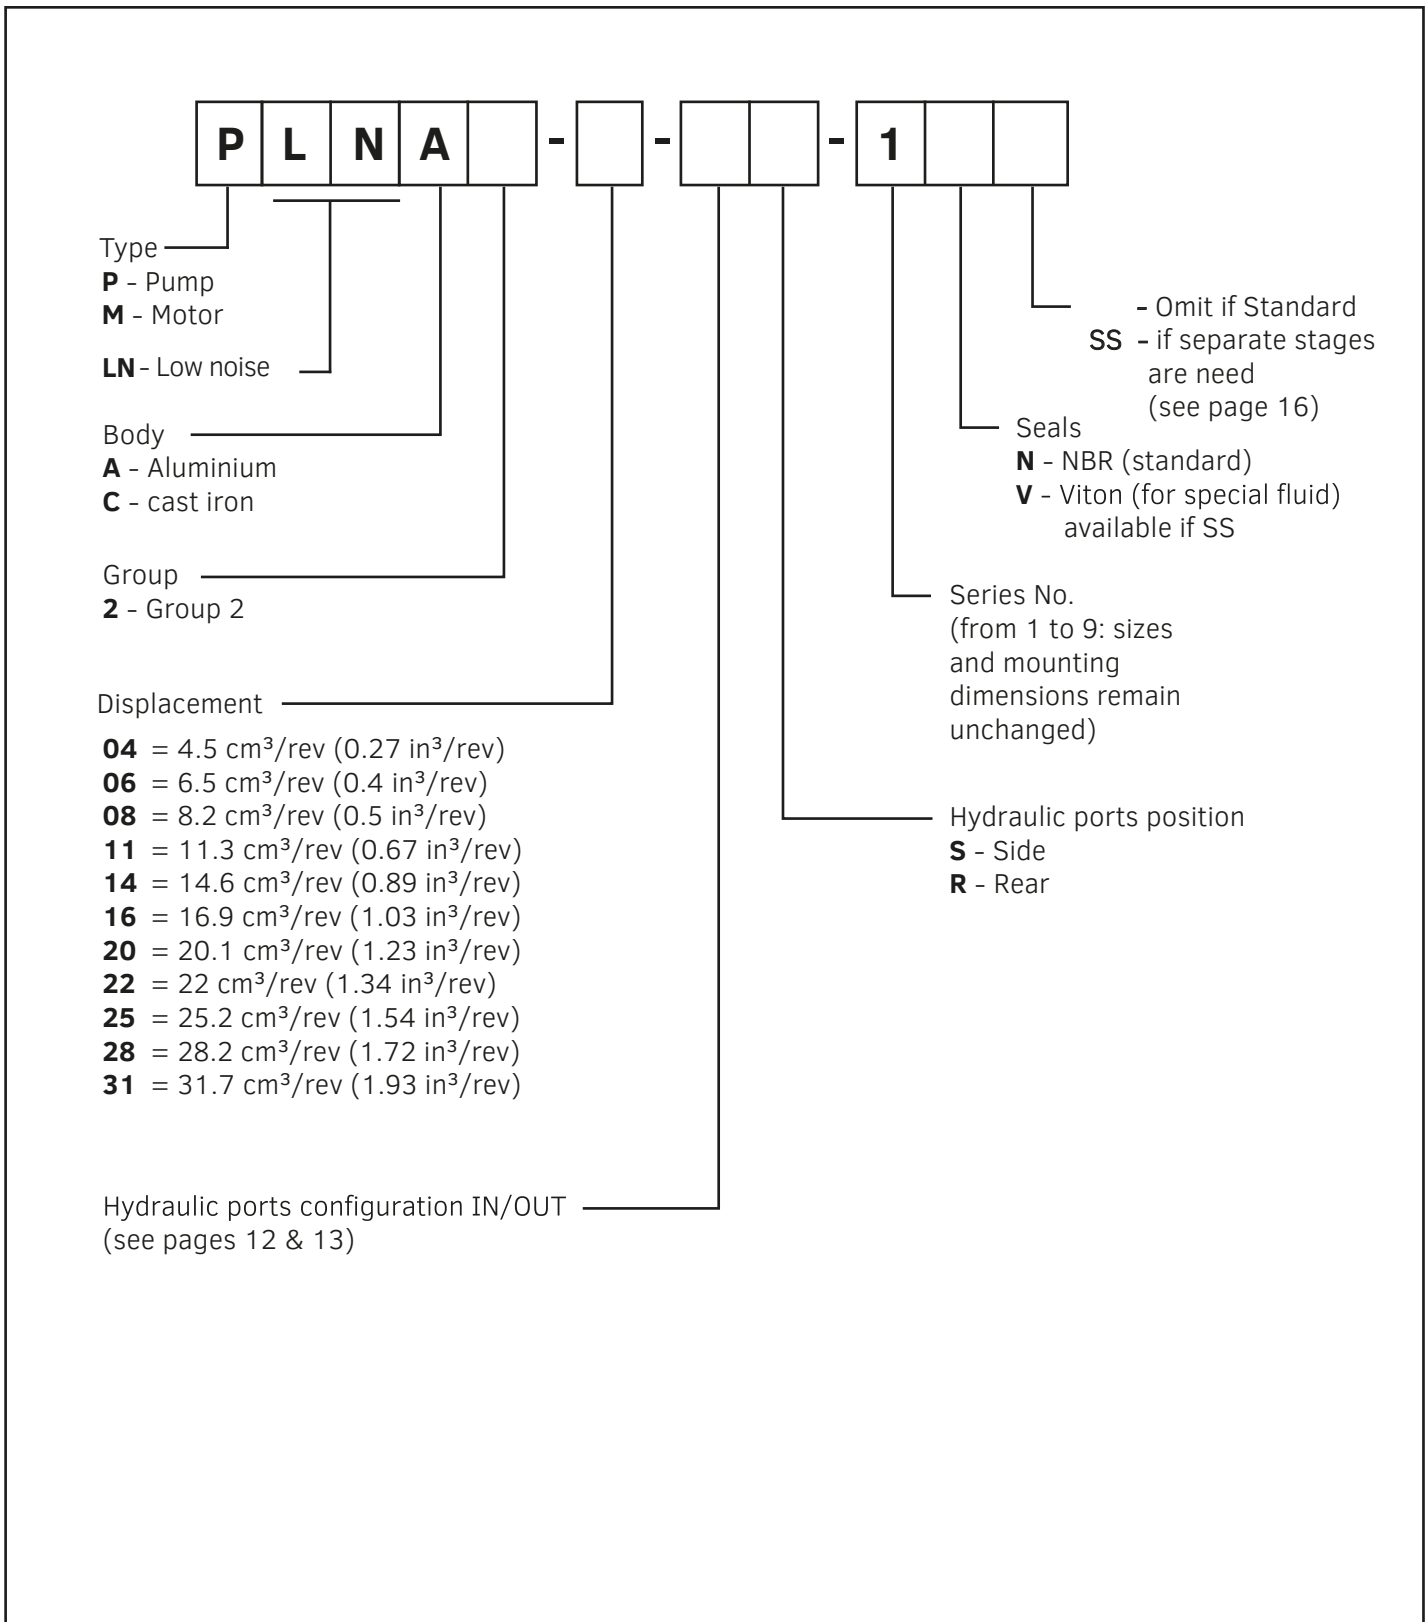 P L N A - - - 1
Type
P - Pump
M - Motor
LN - Low noise
Body
A - Aluminium
C - cast iron
Group
2 - Group 2
Displacement
04 = 4.5 cm³/rev (0.27 in³/rev)
06 = 6.5 cm³/rev (0.4 in³/rev)
08 = 8.2 cm³/rev (0.5 in³/rev)
11 = 11.3 cm³/rev (0.67 in³/rev)
14 = 14.6 cm³/rev (0.89 in³/rev)
16 = 16.9 cm³/rev (1.03 in³/rev)
20 = 20.1 cm³/rev (1.23 in³/rev)
22 = 22 cm³/rev (1.34 in³/rev)
25 = 25.2 cm³/rev (1.54 in³/rev)
28 = 28.2 cm³/rev (1.72 in³/rev)
31 = 31.7 cm³/rev (1.93 in³/rev)
Hydraulic ports configuration IN/OUT
(see pages 12 & 13)
- Omit if Standard
SS - if separate stages
are need
(see page 16)
Seals
N - NBR (standard)
V - Viton (for special fluid)
available if SS
Series No.
(from 1 to 9: sizes
and mounting
dimensions remain
unchanged)
Hydraulic ports position
S - Side
R - Rear